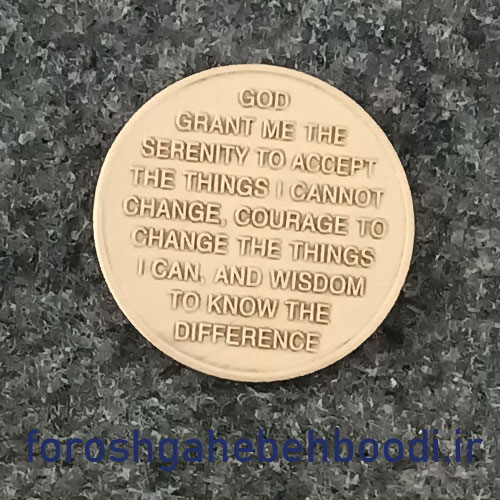 GOD
GRANT ME THE
SERENITY TO ACCEPT
THE THINGS I CANNOT
CHANGE, COURAGE TO
CHANGE THE THINGS
I CAN, AND WISDOM
TO KNOW THE
DIFFERENCE
foroshgahebehboodi.ir